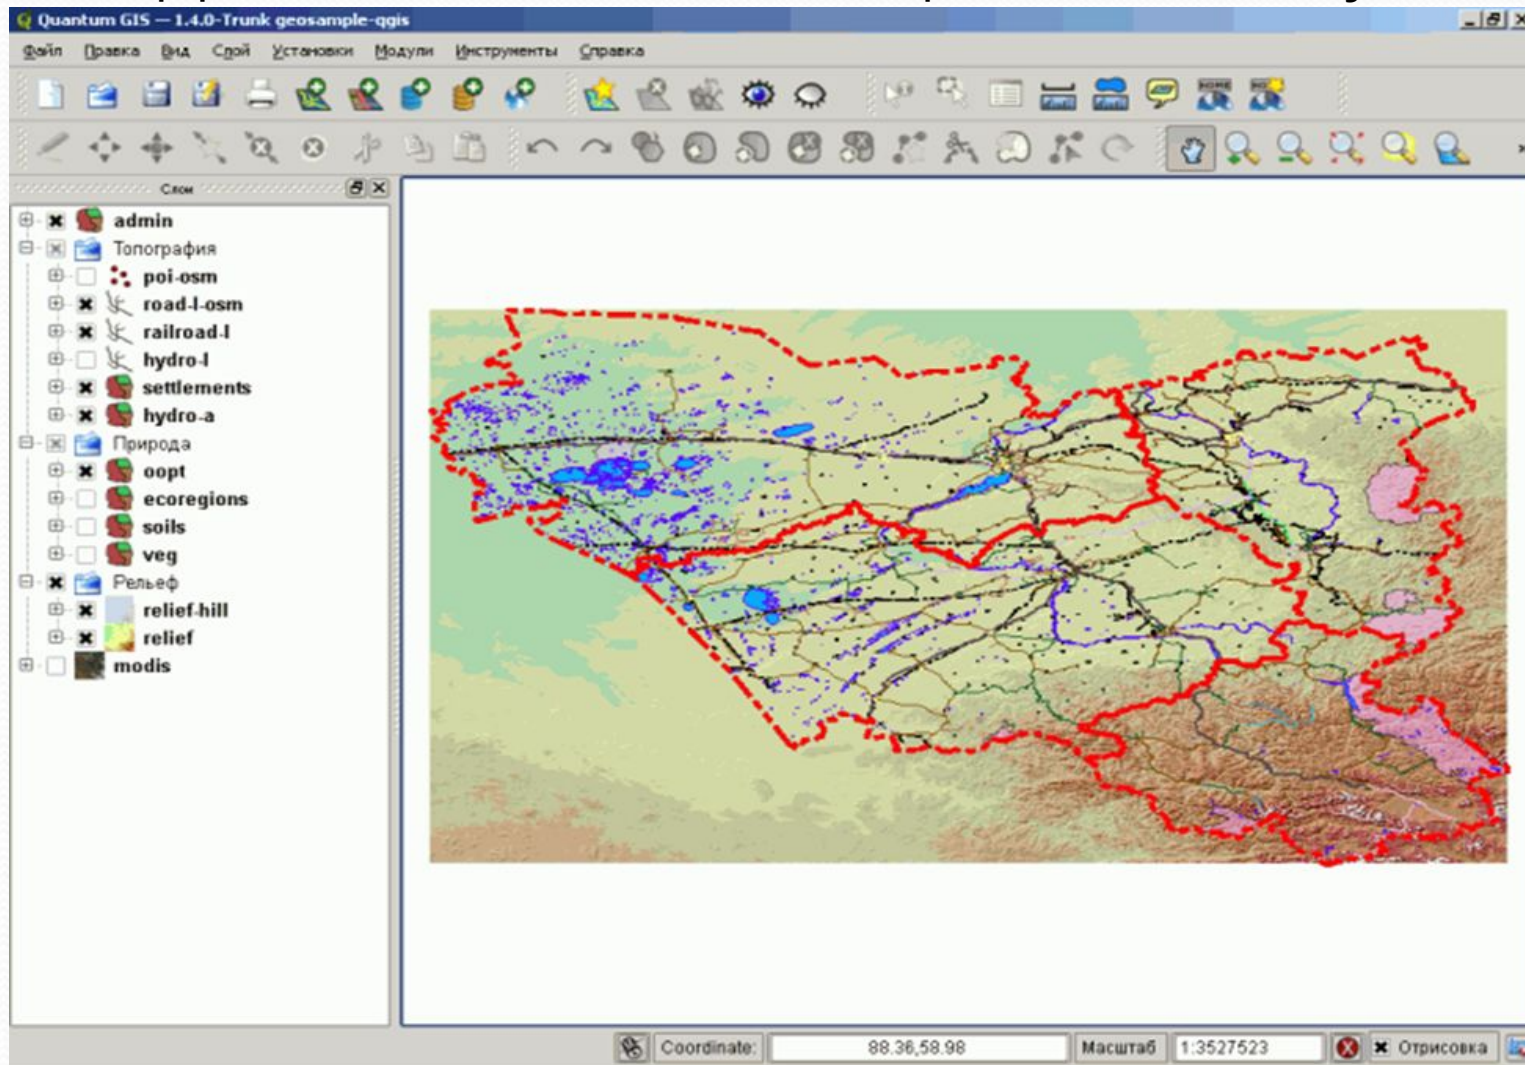 Quantum GIS — 1.4.0-Trunk geosample-qgis
Файл Правка Вид Слой Установки Модули Инструменты Справка
HOME
Слои
admin
Топография
poi-osm
road-l-osm
railroad-l
hydro-l
settlements
hydro-a
Природа
oopt
ecoregions
soils
veg
Рельеф
relief-hill
relief
modis
Coordinate: 88.36,58.98 Масштаб 1:3527523 Отрисовка